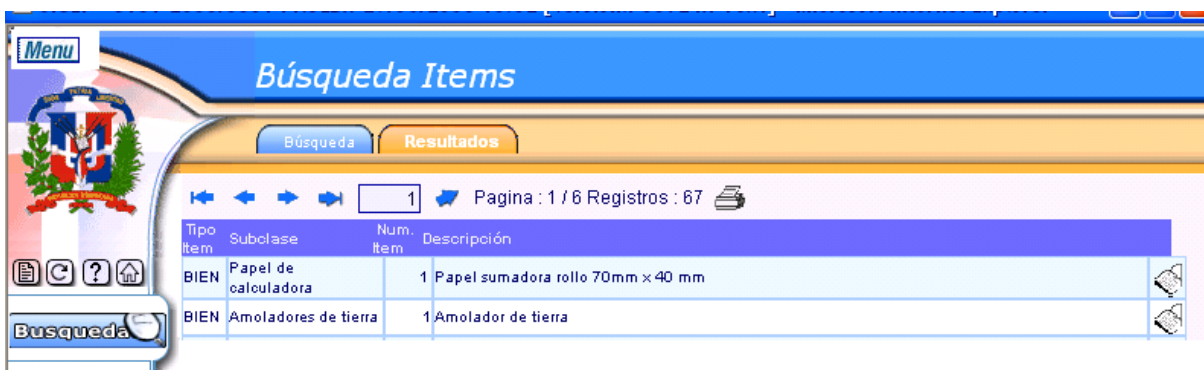 Menu
Búsqueda Items
Búsqueda Resultados
1 Pagina : 1 / 6 Registros : 67
Tipo Item Subclase Num. Item Descripción
BIEN Papel de calculadora 1 Papel sumadora rollo 70mm x 40 mm
BIEN Amoladores de tierra 1 Amolador de tierra
Busqueda